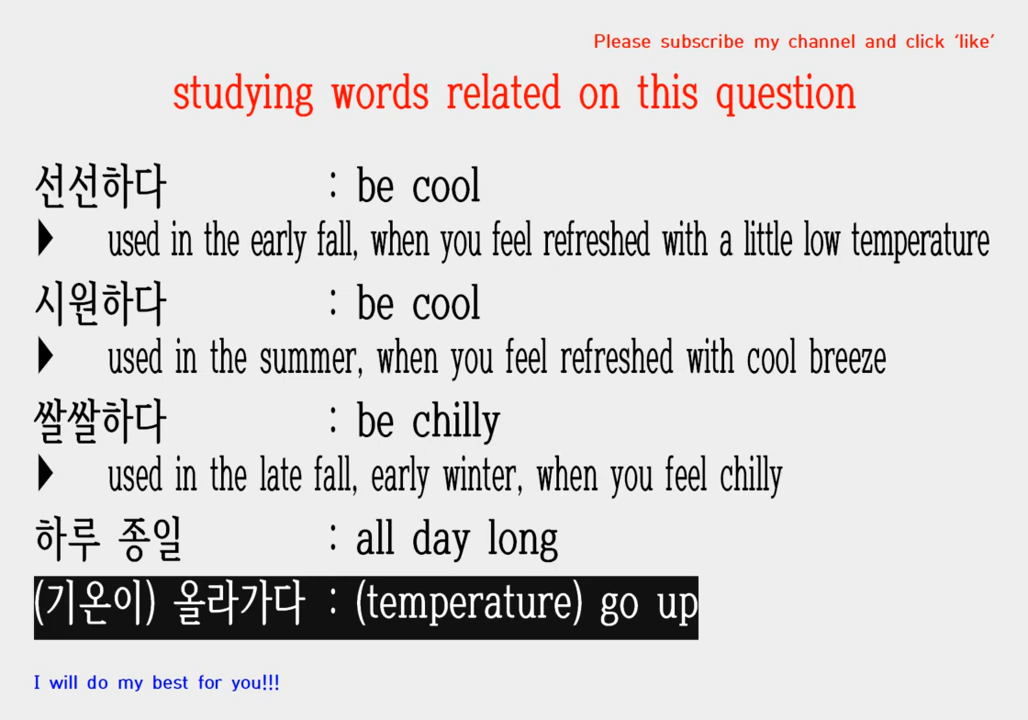 Please subscribe my channel and click ‘like’
studying words related on this question
선선하다 : be cool
▶ used in the early fall, when you feel refreshed with a little low temperature
시원하다 : be cool
▶ used in the summer, when you feel refreshed with cool breeze
쌀쌀하다 : be chilly
▶ used in the late fall, early winter, when you feel chilly
하루 종일 : all day long
(기온이) 올라가다 : (temperature) go up
I will do my best for you!!!